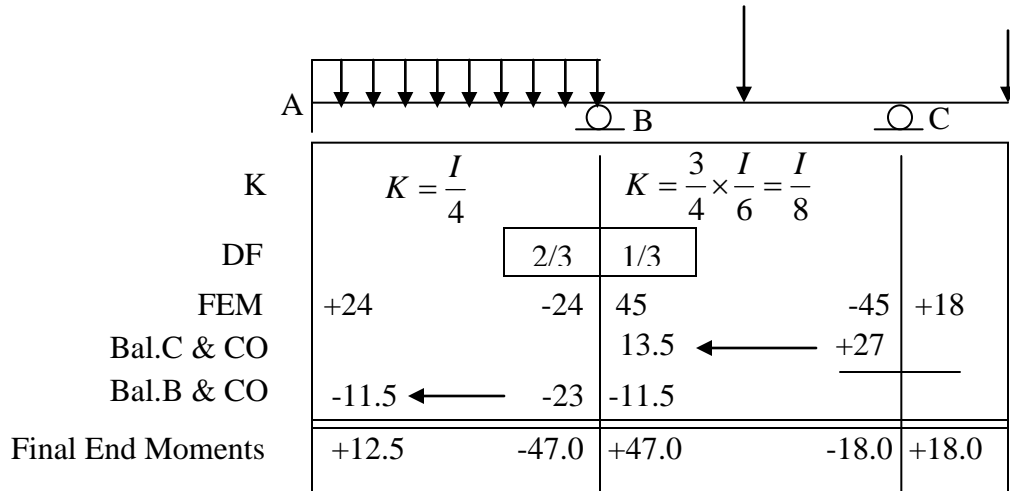 A B C
K K = I/4 K = 3/4 × I/6 = I/8
DF 2/3 1/3
FEM +24 -24 45 -45 +18
Bal.C & CO 13.5 +27
Bal.B & CO -11.5 -23 -11.5
Final End Moments +12.5 -47.0 +47.0 -18.0 +18.0